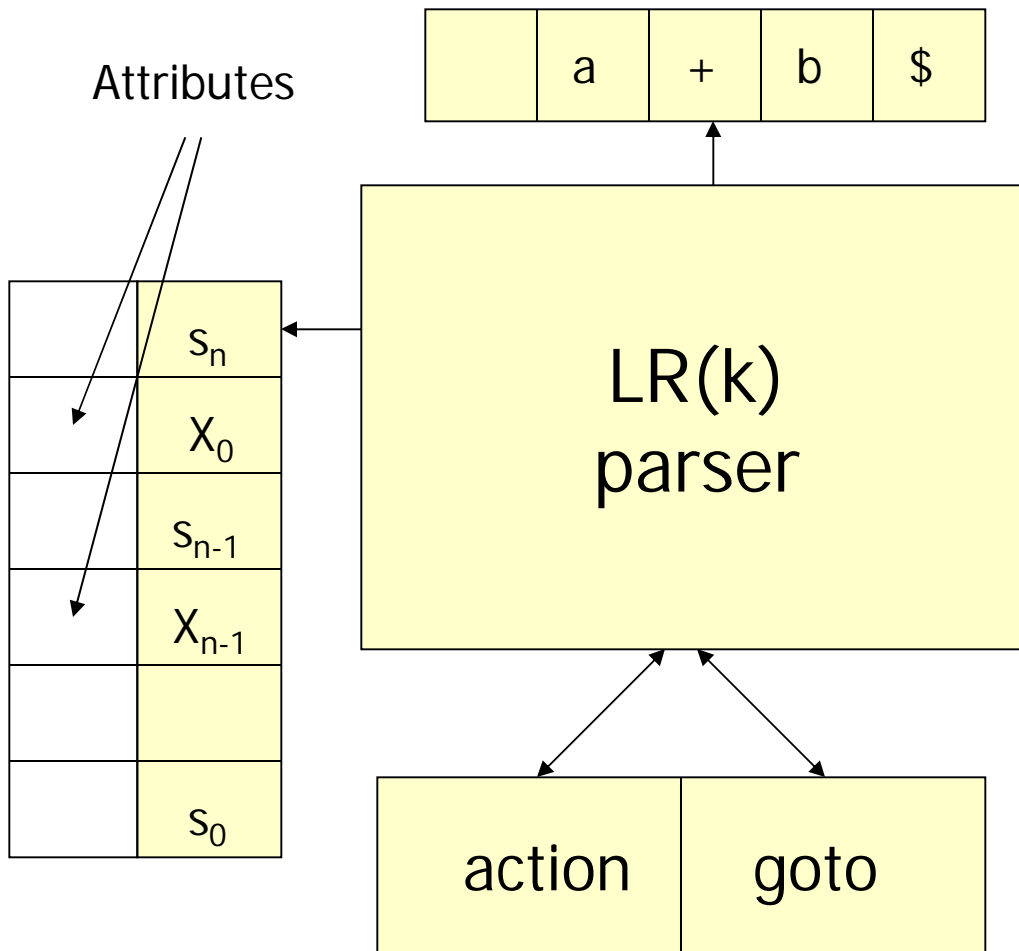 a + b $
Attributes
LR(k)
parser
sₙ
X₀
sₙ₋₁
Xₙ₋₁
s₀
action goto